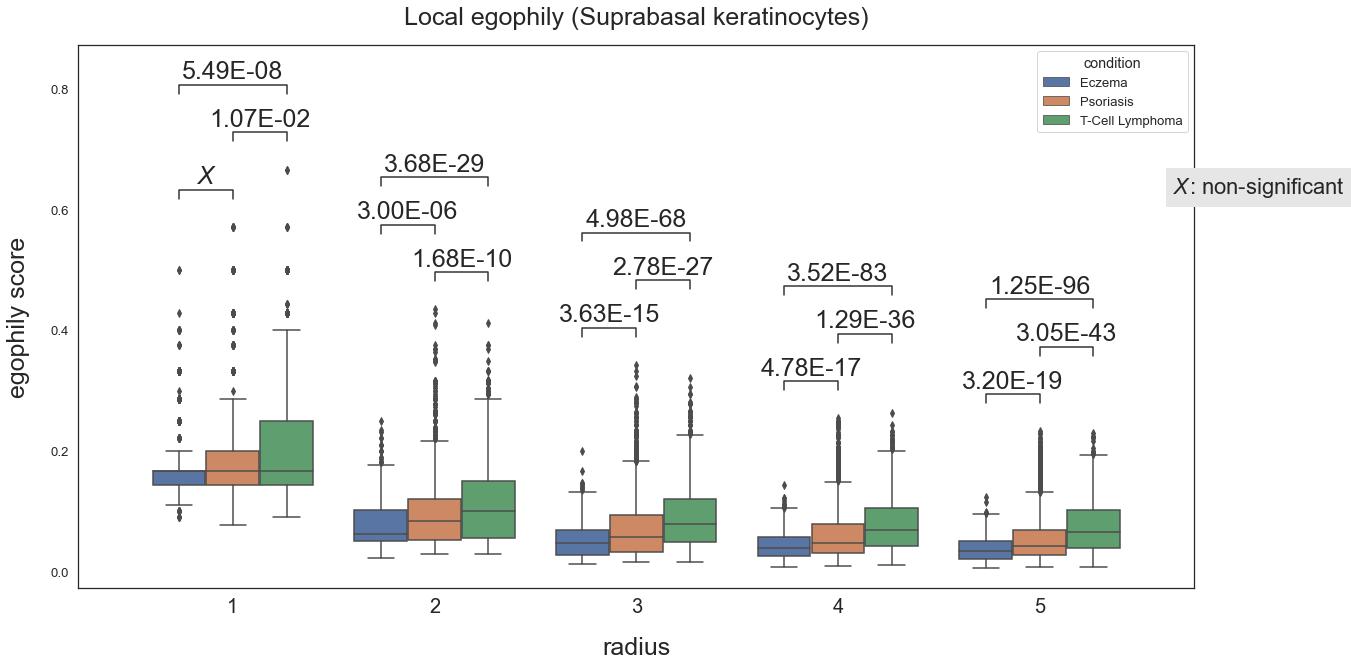 Local egophily (Suprabasal keratinocytes)
condition
Eczema
Psoriasis
T-Cell Lymphoma
X: non-significant
egophily score
0.8
0.6
0.4
0.2
0.0
5.49E-08
1.07E-02
X
3.68E-29
3.00E-06
1.68E-10
4.98E-68
2.78E-27
3.63E-15
3.52E-83
1.29E-36
4.78E-17
1.25E-96
3.05E-43
3.20E-19
1 2 3 4 5
radius